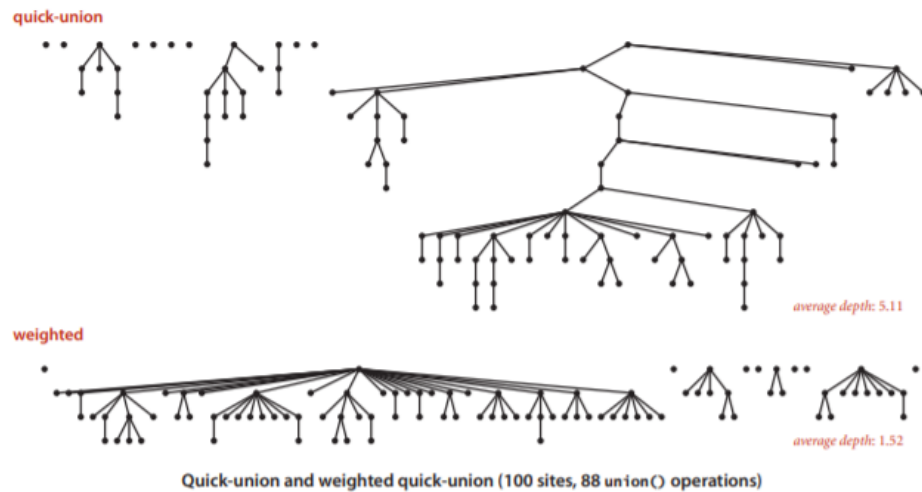 quick-union
average depth: 5.11
weighted
average depth: 1.52
Quick-union and weighted quick-union (100 sites, 88 union() operations)